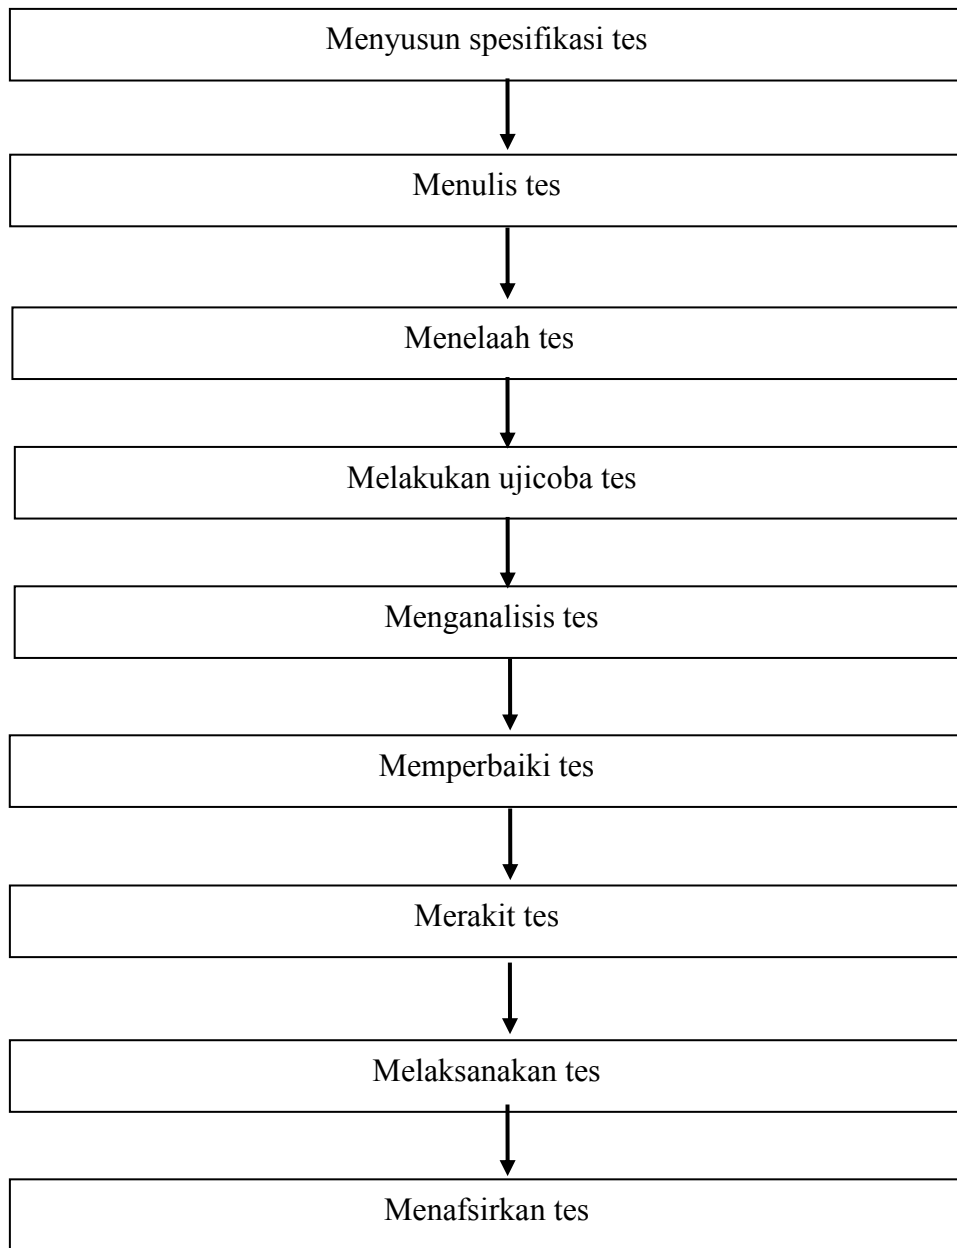 Menyusun spesifikasi tes
Menulis tes
Menelaah tes
Melakukan ujicoba tes
Menganalisis tes
Memperbaiki tes
Merakit tes
Melaksanakan tes
Menafsirkan tes